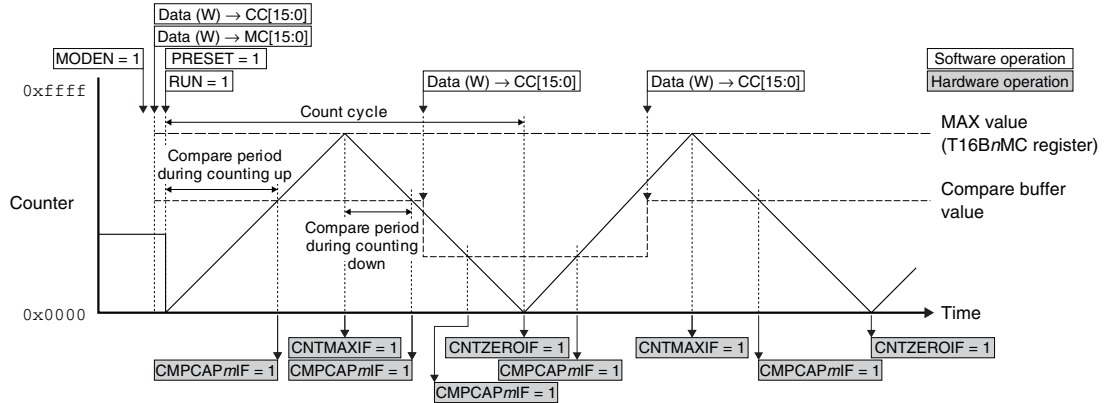 Data (W) → CC[15:0]
Data (W) → MC[15:0]
MODEN = 1
PRESET = 1
RUN = 1
Software operation
Hardware operation
0xffff
Data (W) → CC[15:0]
Data (W) → CC[15:0]
Count cycle
MAX value
(T16BnMC register)
Compare period
during counting up
Counter
Compare buffer
value
Compare period
during counting
down
0x0000
Time
CNTMAXIF = 1
CNTZEROIF = 1
CNTMAXIF = 1
CNTZEROIF = 1
CMPCAPmIF = 1
CMPCAPmIF = 1
CMPCAPmIF = 1
CMPCAPmIF = 1
CMPCAPmIF = 1